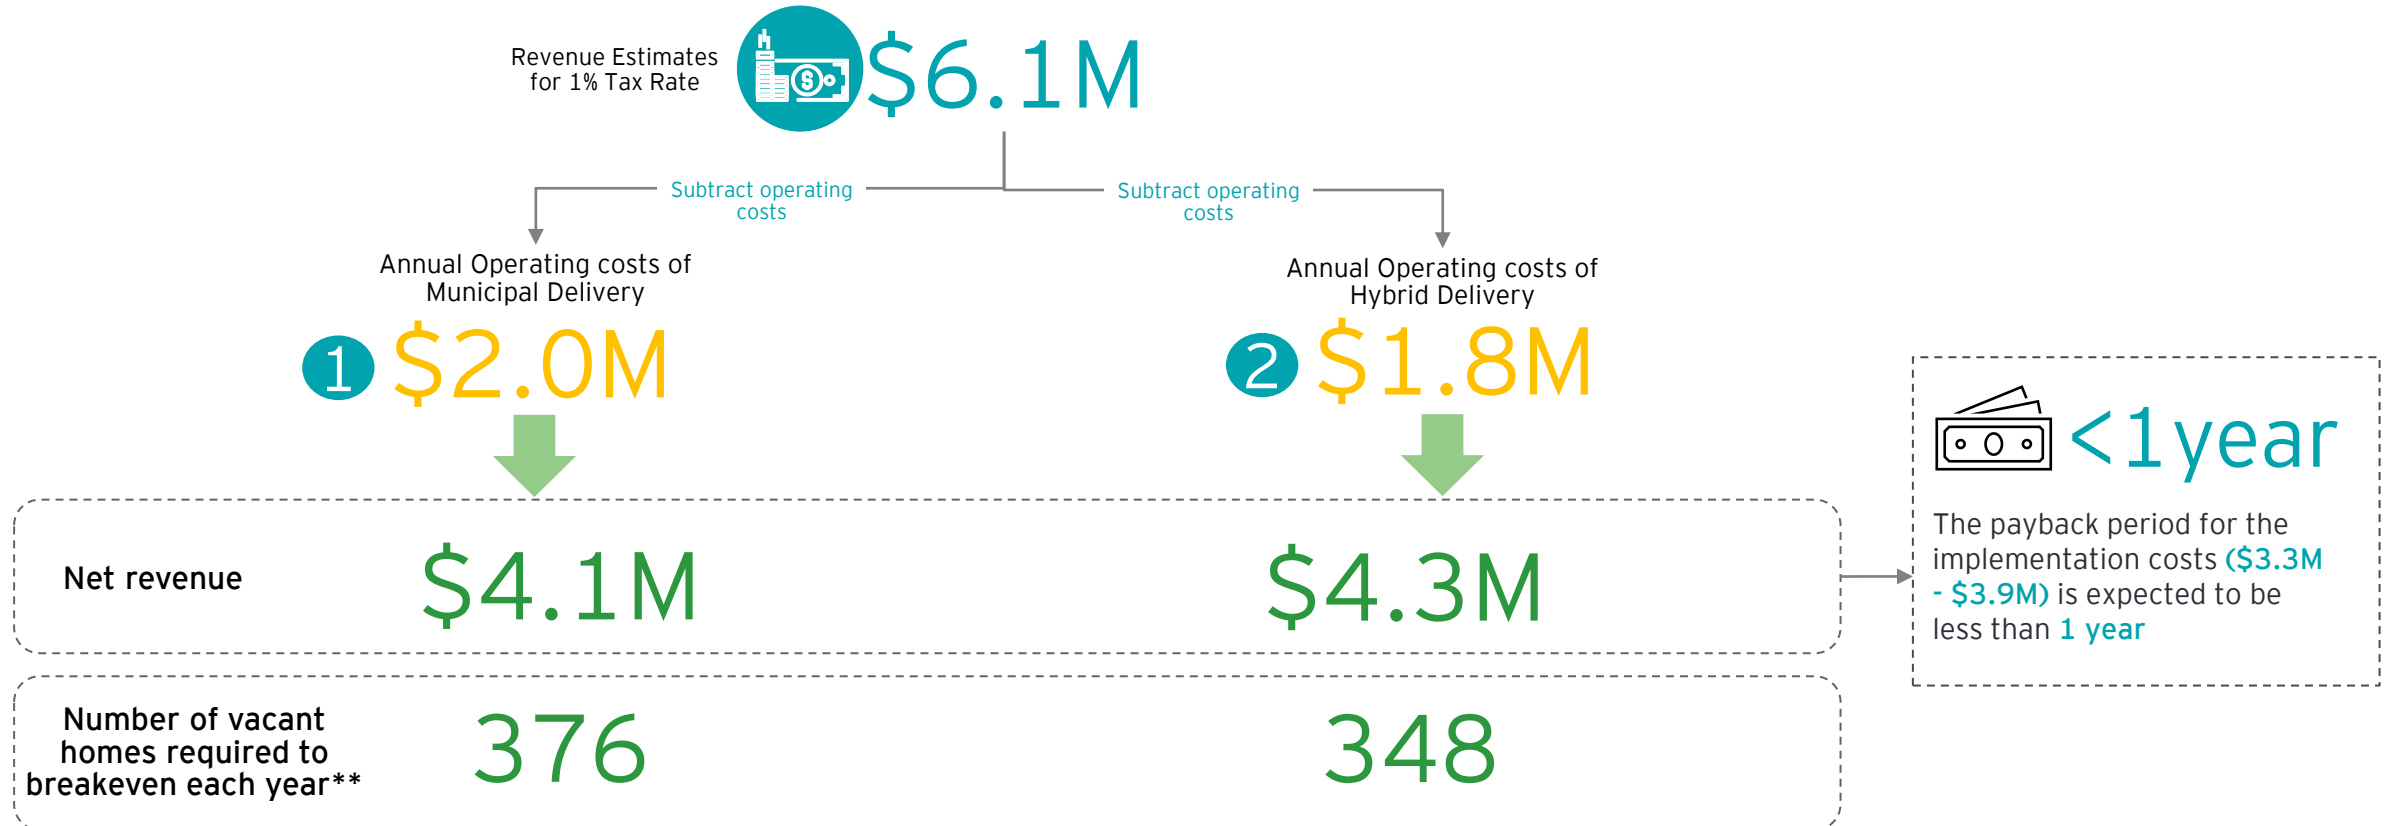 Revenue Estimates
for 1% Tax Rate
$6.1M
Subtract operating
costs
Subtract operating
costs
Annual Operating costs of
Municipal Delivery
1 $2.0M
Annual Operating costs of
Hybrid Delivery
2 $1.8M
<1year
The payback period for the
implementation costs ($3.3M
- $3.9M) is expected to be
less than 1 year
Net revenue
$4.1M
$4.3M
Number of vacant
homes required to
breakeven each year**
376
348